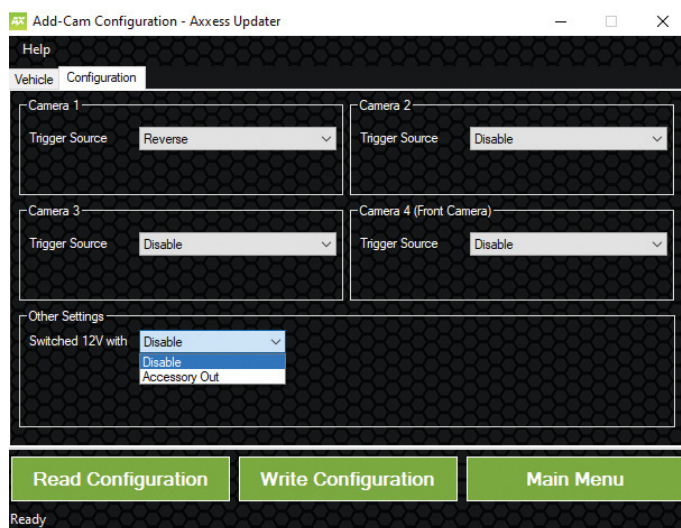 AX Add-Cam Configuration - Axxess Updater
Help
Vehicle Configuration
Camera 1
Trigger Source Reverse
Camera 2
Trigger Source Disable
Camera 3
Trigger Source Disable
Camera 4 (Front Camera)
Trigger Source Disable
Other Settings
Switched 12V with Disable
Disable
Accessory Out
Read Configuration Write Configuration Main Menu
Ready